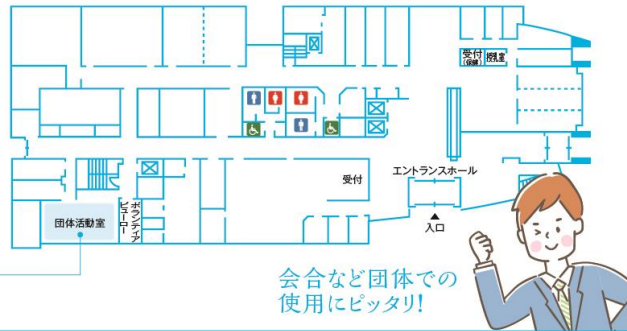 受付
(保健)
授乳室
受付
エントランスホール
入口
団体活動室
ボランティア
ビューロー
会合など団体での
使用にピッタリ!